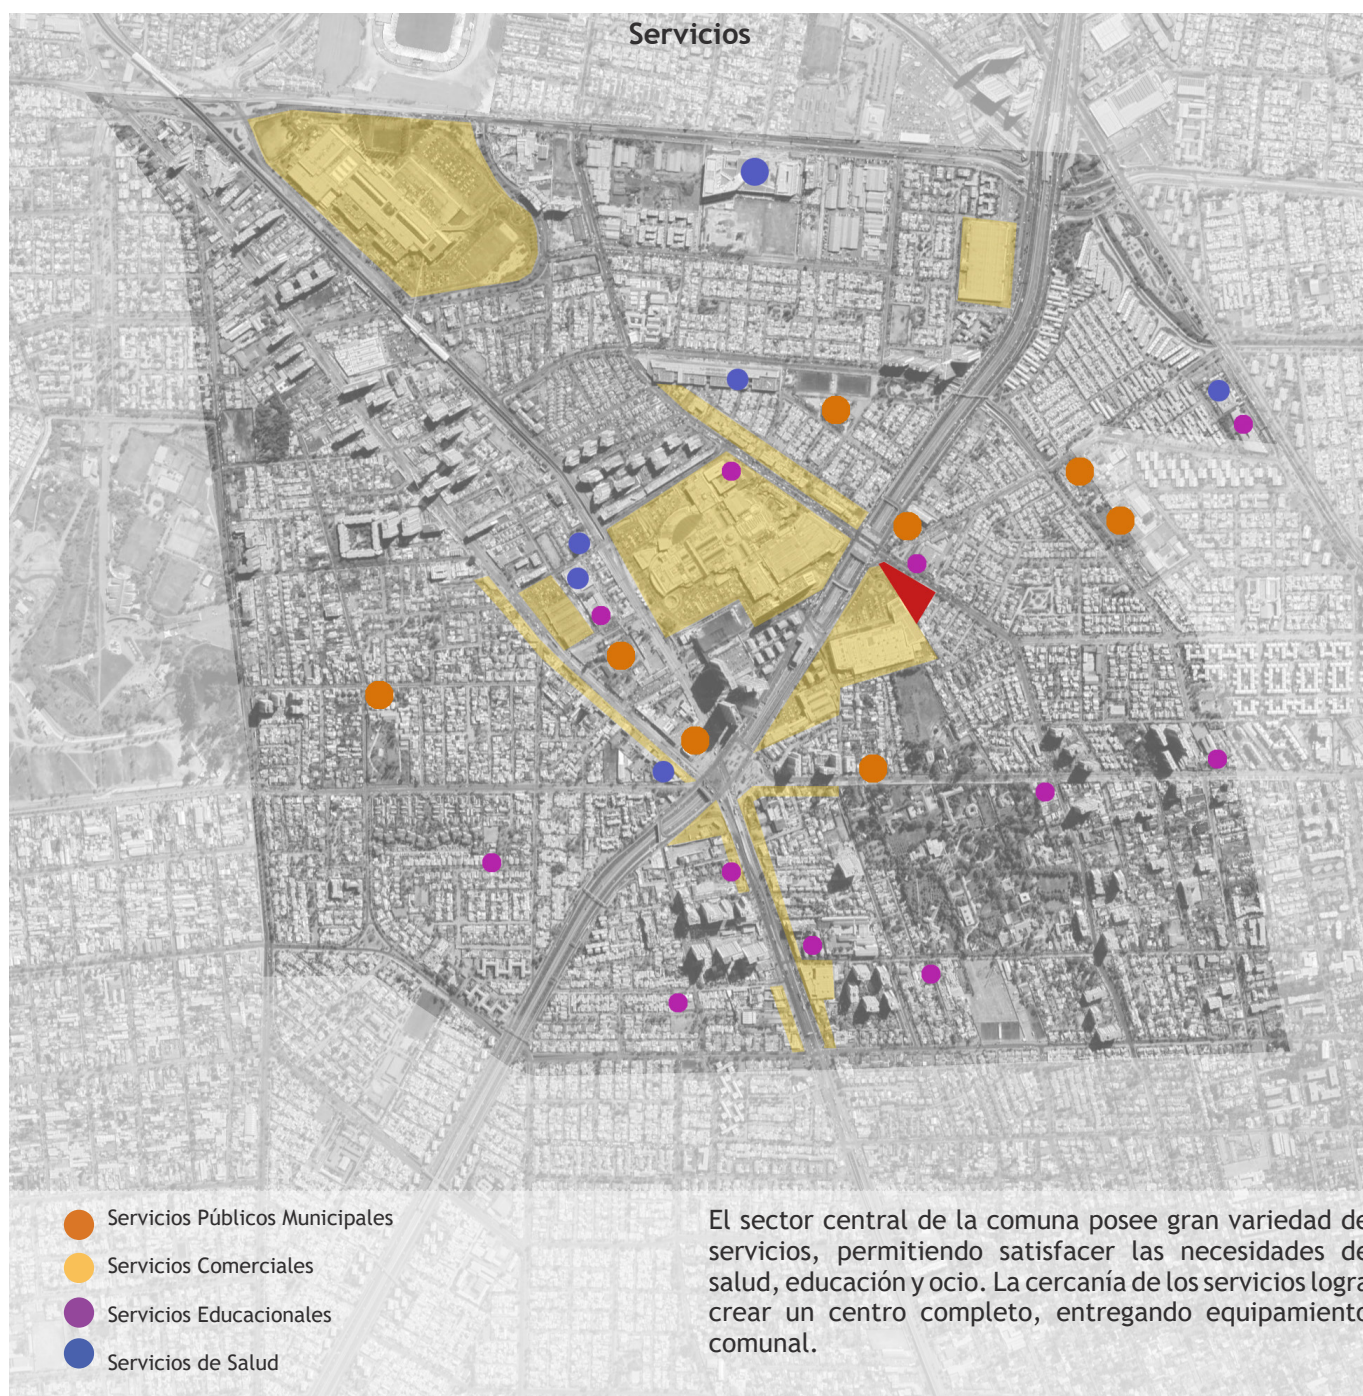 Servicios
Servicios Públicos Municipales
Servicios Comerciales
Servicios Educacionales
Servicios de Salud
El sector central de la comuna posee gran variedad de
servicios, permitiendo satisfacer las necesidades de
salud, educación y ocio. La cercanía de los servicios logra
crear un centro completo, entregando equipamiento
comunal.